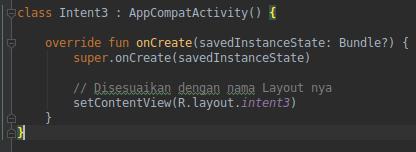 class Intent3 : AppCompatActivity() {
override fun onCreate(savedInstanceState: Bundle?) {
super.onCreate(savedInstanceState)
// Disesuaikan dengan nama Layout nya
setContentView(R.layout.intent3)
}
}